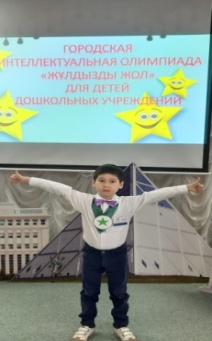 ГОРОДСКАЯ
ИНТЕЛЛЕКТУАЛЬНАЯ ОЛИМПИАДА
«ЖҰЛДЫЗДЫ ЖОЛ»
ДЛЯ ДЕТЕЙ
ДОШКОЛЬНЫХ УЧРЕЖДЕНИЙ